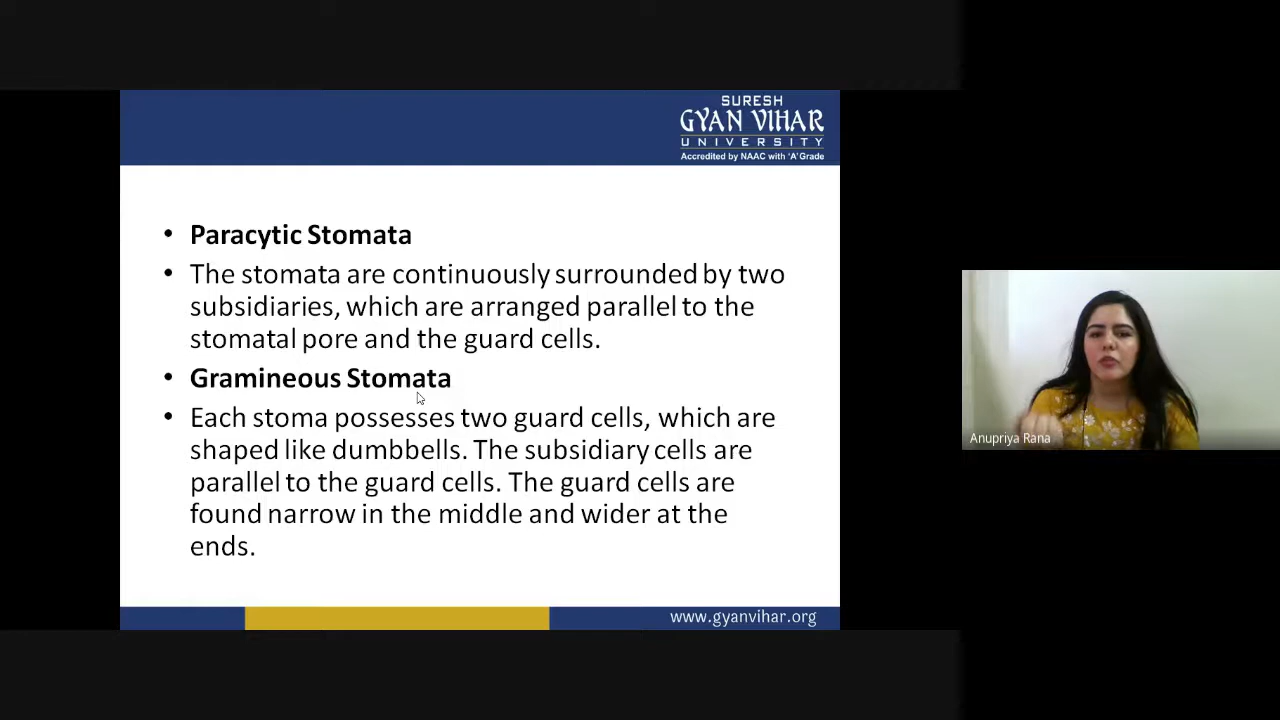 SURESH
GYAN VIHAR
UNIVERSITY
Accredited by NAAC with 'A' Grade
• Paracytic Stomata
• The stomata are continuously surrounded by two
subsidiaries, which are arranged parallel to the
stomatal pore and the guard cells.
• Gramineous Stomata
• Each stoma possesses two guard cells, which are
shaped like dumbbells. The subsidiary cells are
parallel to the guard cells. The guard cells are
found narrow in the middle and wider at the
ends.
www.gyanvihar.org
Anupriya Rana